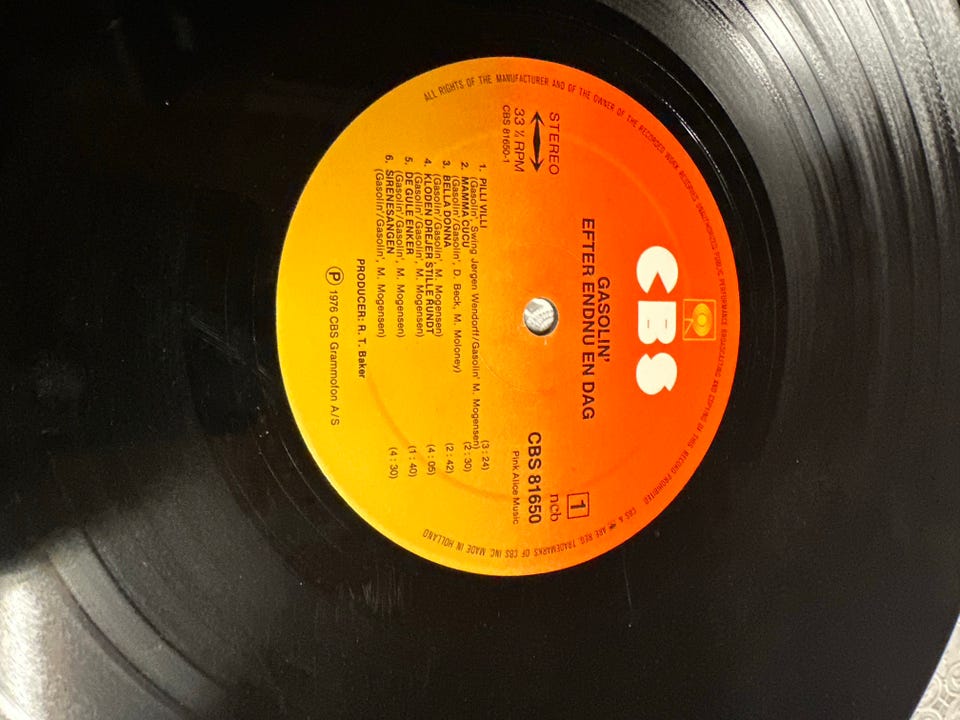 ALL RIGHTS OF THE MANUFACTURER AND OF THE OWNER OF THE RECORDED WORK RESERVED UNAUTHORIZED PUBLIC PERFORMANCE BROADCASTING AND COPYING OF THIS RECORD PROHIBITED
CBS & ARE REG. TRADEMARKS OF CBS INC. MADE IN HOLLAND
CBS
GASOLIN'
EFTER ENDNU EN DAG
STEREO
33 ⅓ RPM
CBS 81650-1
1
ncb
CBS 81650
Pink Alice Music
1. PILLI VILLI (3:24)
(Gasolin', Swing Jørgen Wendorff/Gasolin' M. Mogensen)
2. MAMMA CUCU (2:30)
(Gasolin'/Gasolin', D. Beck, M. Moloney)
3. BELLA DONNA (2:42)
(Gasolin'/Gasolin', M. Mogensen)
4. KLODEN DREJER STILLE RUNDT (4:05)
(Gasolin'/Gasolin', M. Mogensen)
5. DE GULE ENKER (1:40)
(Gasolin'/Gasolin', M. Mogensen)
6. SIRENESANGEN (4:30)
(Gasolin'/Gasolin', M. Mogensen)
PRODUCER: R. T. Baker
℗ 1976 CBS Grammofon A/S